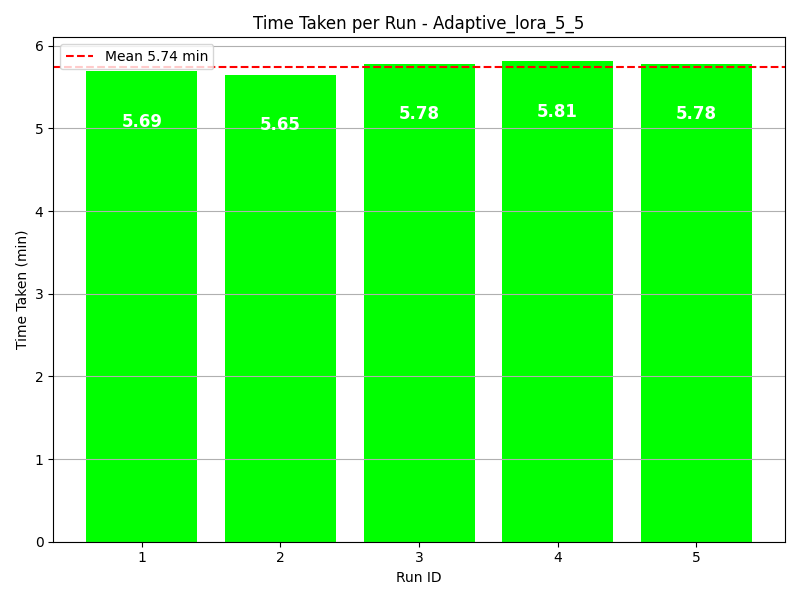 Time Taken per Run - Adaptive_lora_5_5
Mean 5.74 min
Time Taken (min)
6
5
4
3
2
1
0
5.69
5.65
5.78
5.81
5.78
1 2 3 4 5
Run ID